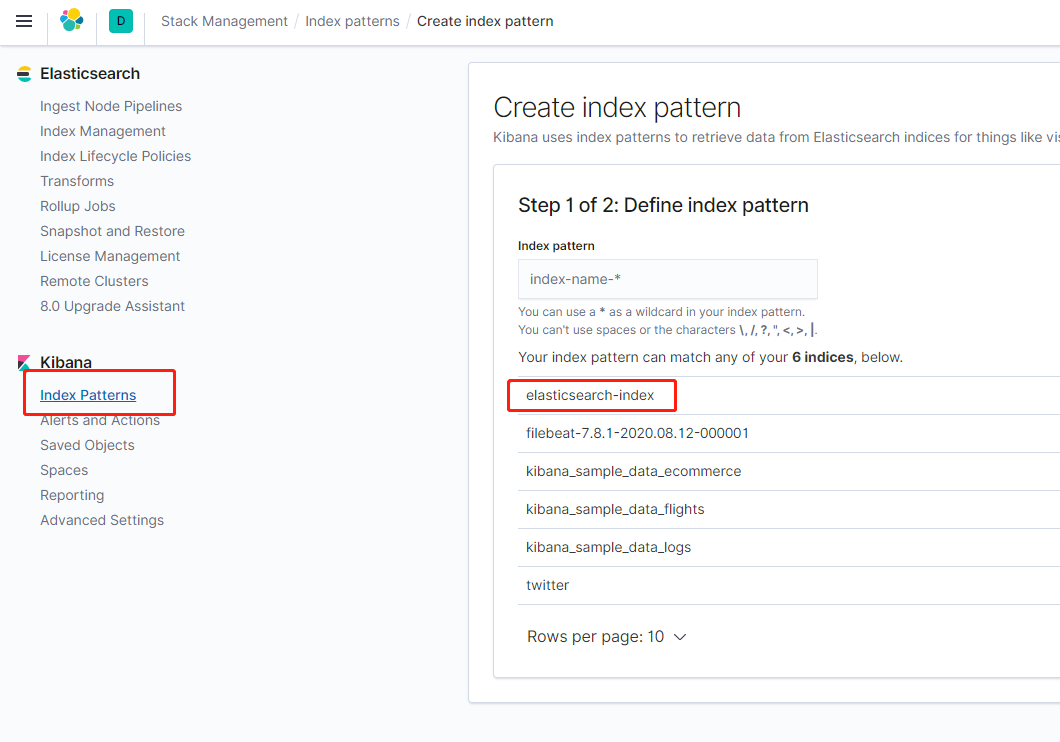 D Stack Management / Index patterns / Create index pattern
Elasticsearch
Ingest Node Pipelines
Index Management
Index Lifecycle Policies
Transforms
Rollup Jobs
Snapshot and Restore
License Management
Remote Clusters
8.0 Upgrade Assistant
Kibana
Index Patterns
Alerts and Actions
Saved Objects
Spaces
Reporting
Advanced Settings
Create index pattern
Kibana uses index patterns to retrieve data from Elasticsearch indices for things like vi
Step 1 of 2: Define index pattern
Index pattern
index-name-*
You can use a * as a wildcard in your index pattern.
You can't use spaces or the characters \, /, ?, ", <, >, |.
Your index pattern can match any of your 6 indices, below.
elasticsearch-index
filebeat-7.8.1-2020.08.12-000001
kibana_sample_data_ecommerce
kibana_sample_data_flights
kibana_sample_data_logs
twitter
Rows per page: 10